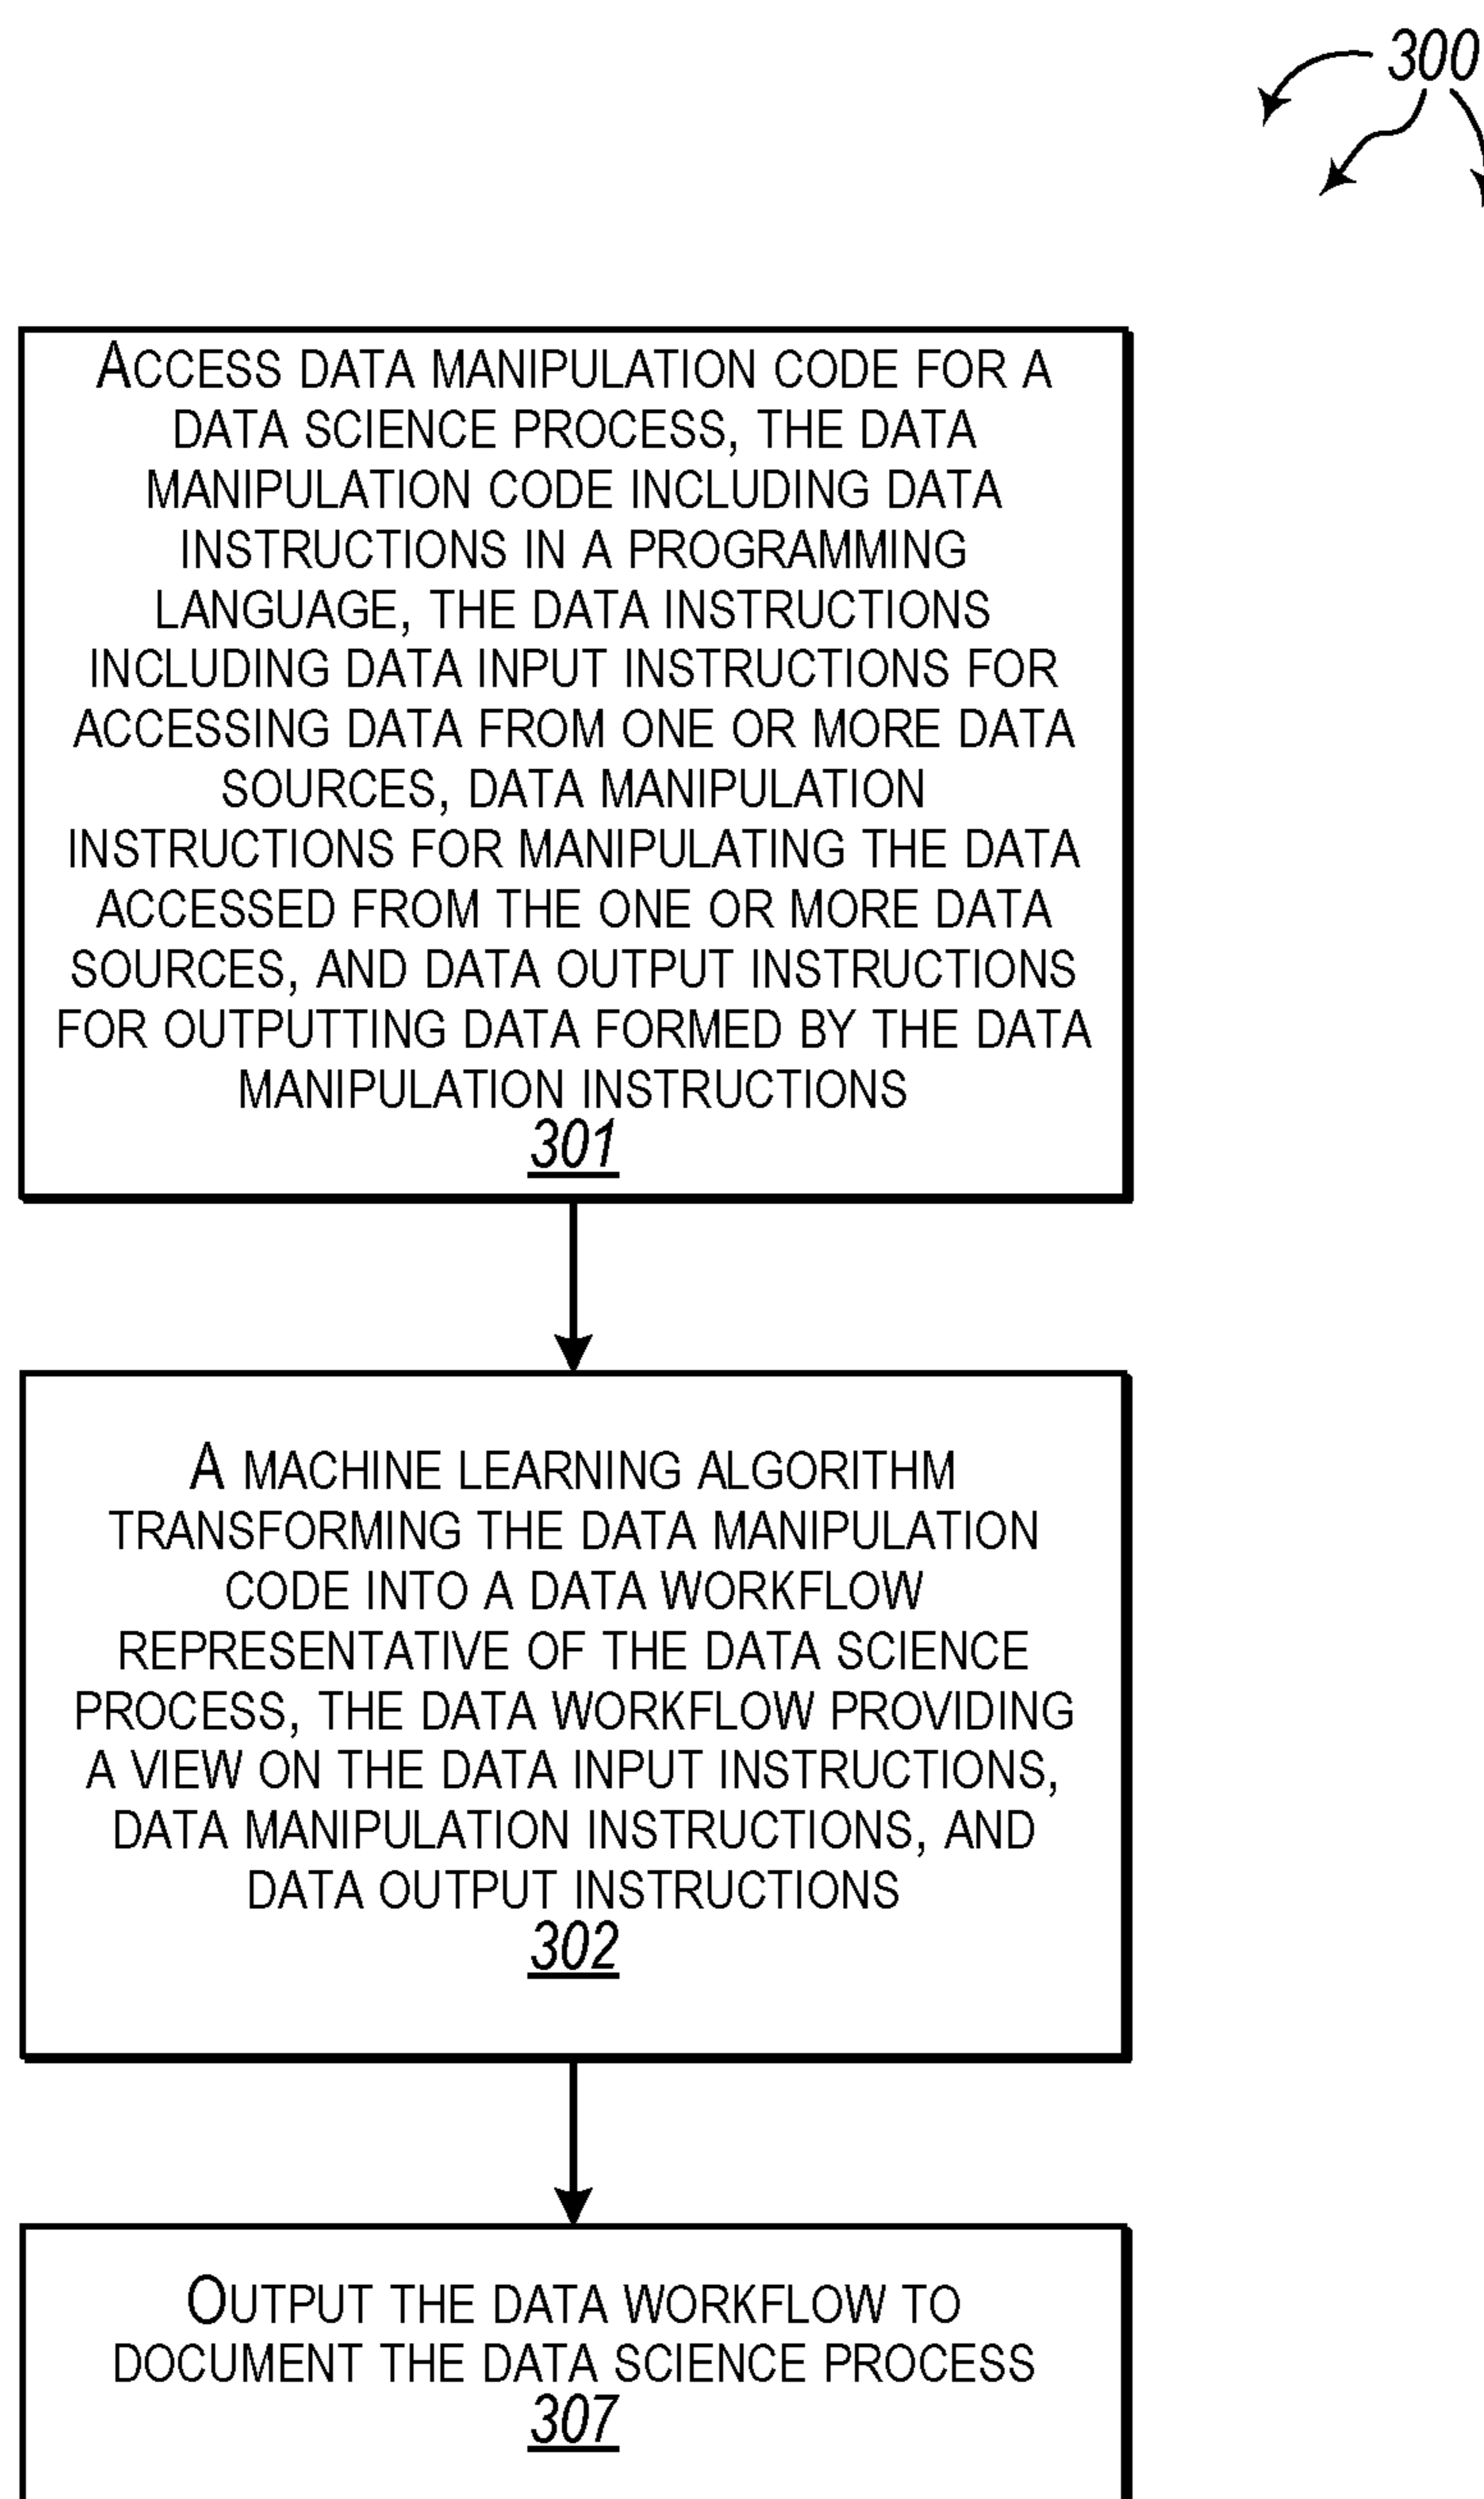 300
ACCESS DATA MANIPULATION CODE FOR A
DATA SCIENCE PROCESS, THE DATA
MANIPULATION CODE INCLUDING DATA
INSTRUCTIONS IN A PROGRAMMING
LANGUAGE, THE DATA INSTRUCTIONS
INCLUDING DATA INPUT INSTRUCTIONS FOR
ACCESSING DATA FROM ONE OR MORE DATA
SOURCES, DATA MANIPULATION
INSTRUCTIONS FOR MANIPULATING THE DATA
ACCESSED FROM THE ONE OR MORE DATA
SOURCES, AND DATA OUTPUT INSTRUCTIONS
FOR OUTPUTTING DATA FORMED BY THE DATA
MANIPULATION INSTRUCTIONS
301
A MACHINE LEARNING ALGORITHM
TRANSFORMING THE DATA MANIPULATION
CODE INTO A DATA WORKFLOW
REPRESENTATIVE OF THE DATA SCIENCE
PROCESS, THE DATA WORKFLOW PROVIDING
A VIEW ON THE DATA INPUT INSTRUCTIONS,
DATA MANIPULATION INSTRUCTIONS, AND
DATA OUTPUT INSTRUCTIONS
302
OUTPUT THE DATA WORKFLOW TO
DOCUMENT THE DATA SCIENCE PROCESS
307